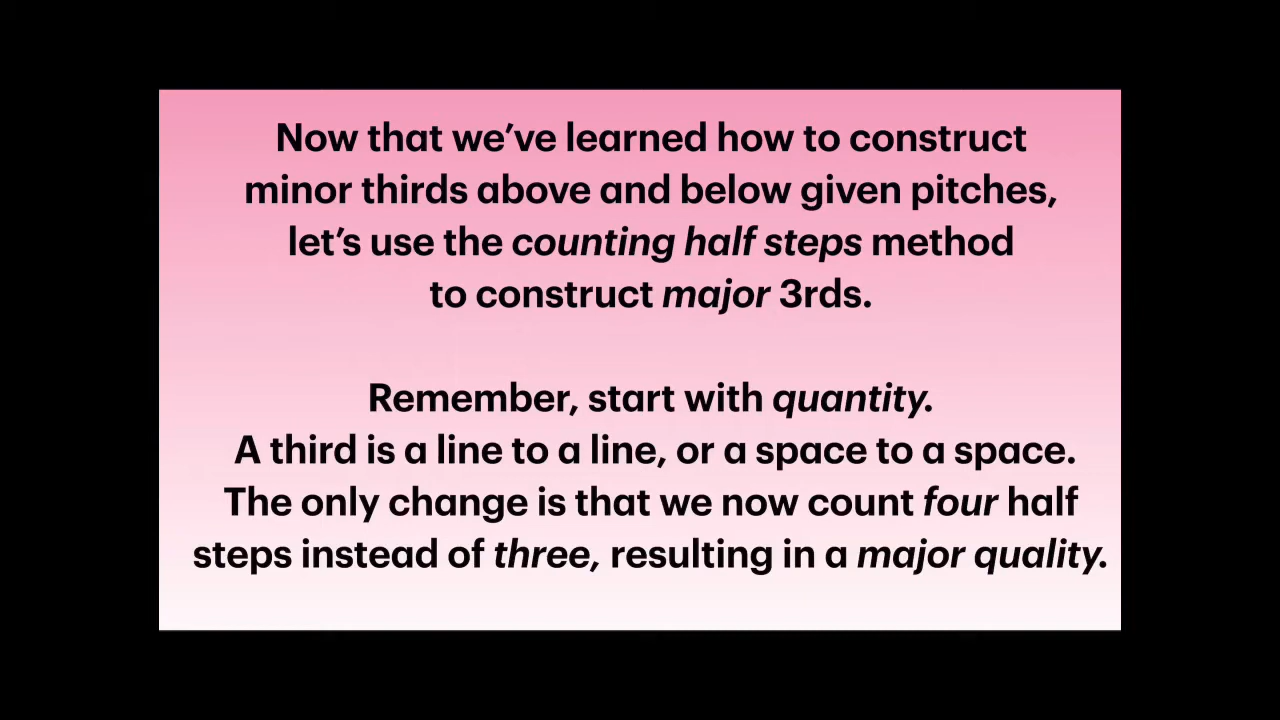 Now that we’ve learned how to construct
minor thirds above and below given pitches,
let’s use the counting half steps method
to construct major 3rds.
Remember, start with quantity.
A third is a line to a line, or a space to a space.
The only change is that we now count four half
steps instead of three, resulting in a major quality.